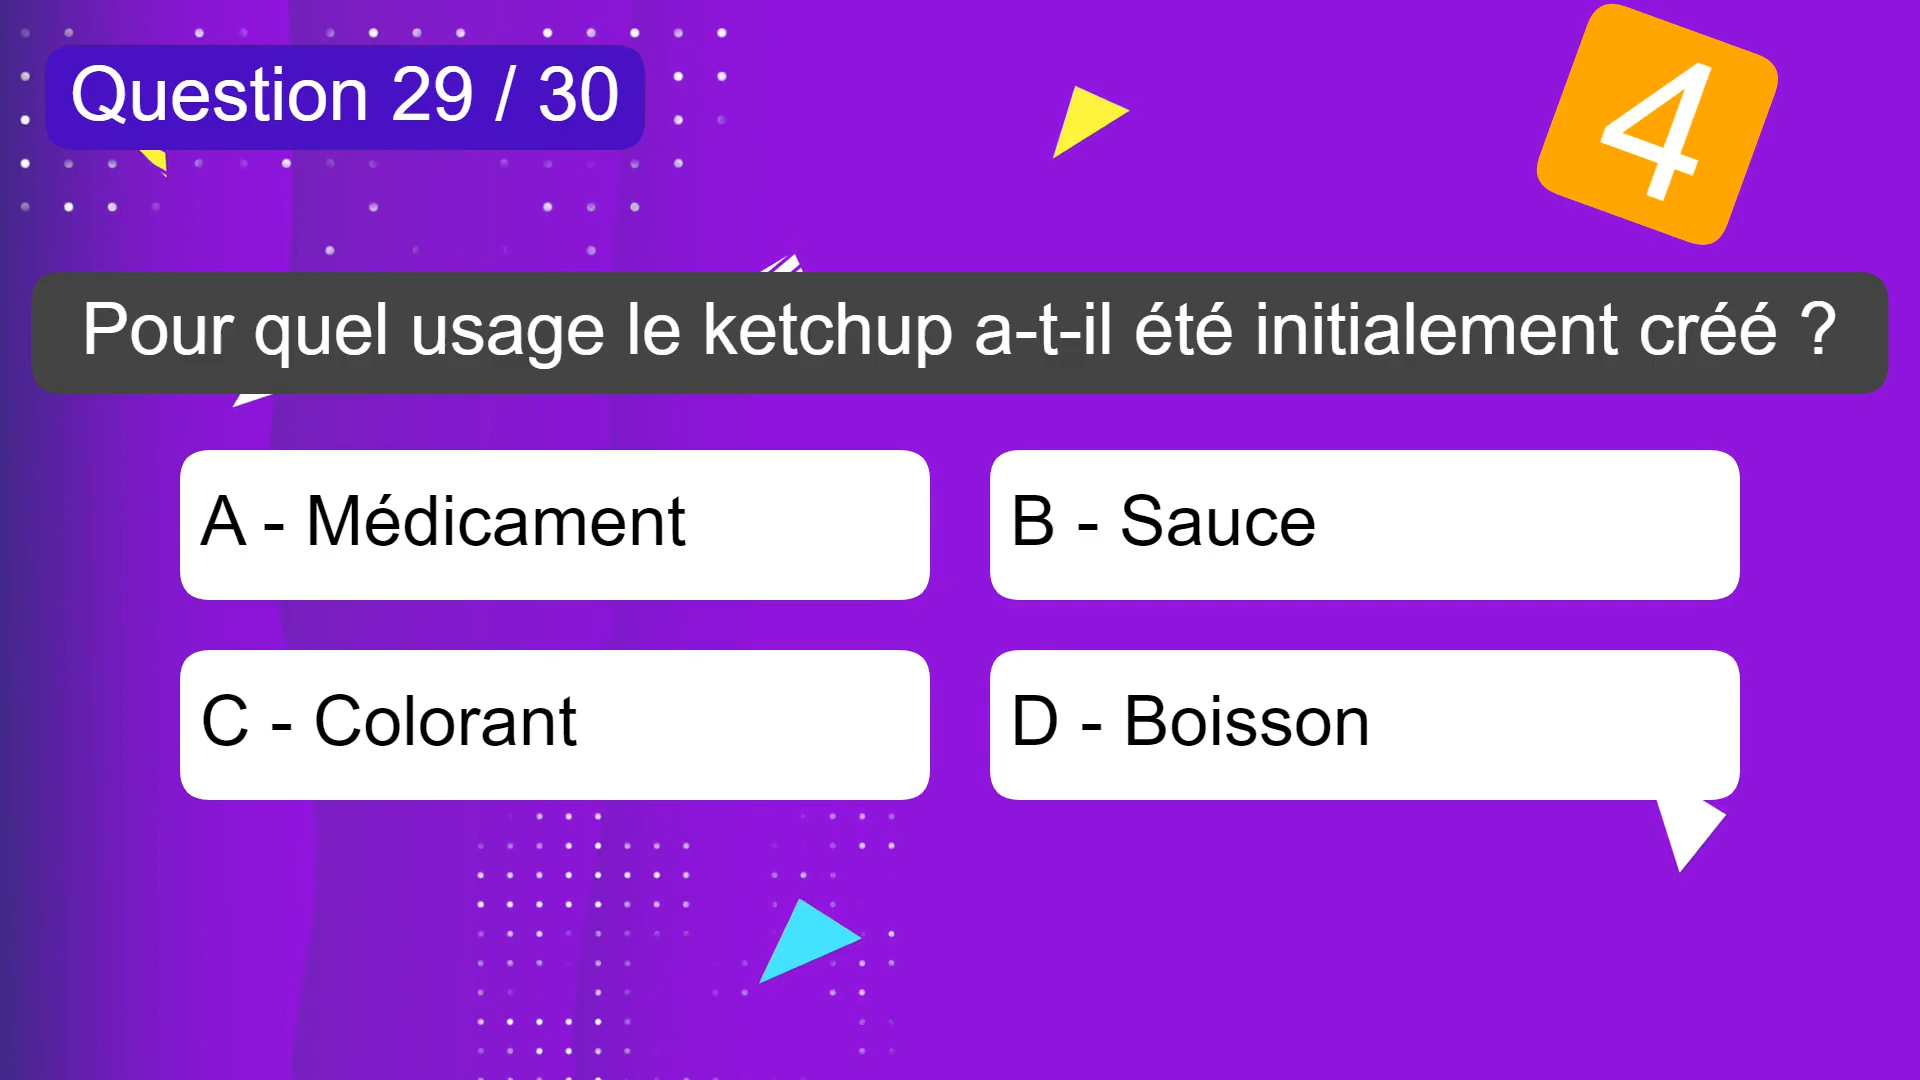 Question 29 / 30
4
Pour quel usage le ketchup a-t-il été initialement créé ?
A - Médicament
B - Sauce
C - Colorant
D - Boisson